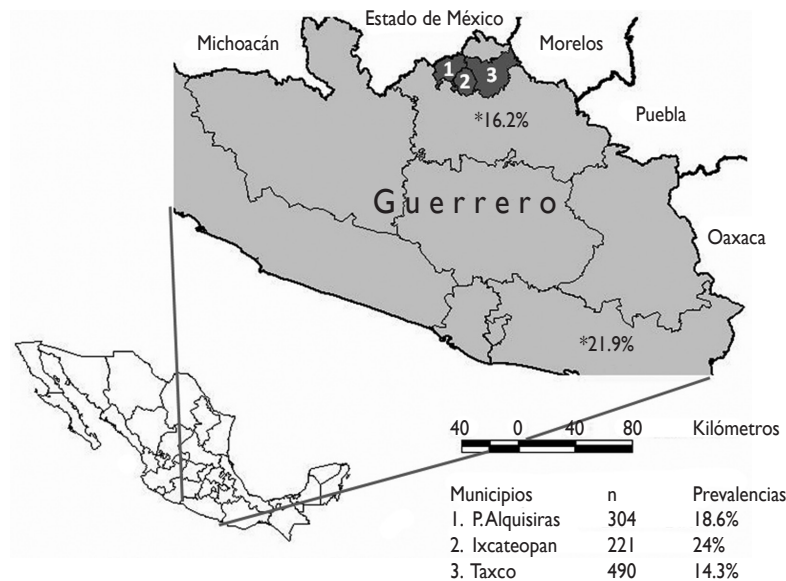 Estado de México
Michoacán
Morelos
1
2
3
*16.2%
Puebla
Guerrero
Oaxaca
*21.9%
40 0 40 80 Kilómetros
Municipios n Prevalencias
1. P.Alquisiras 304 18.6%
2. Ixcateopan 221 24%
3. Taxco 490 14.3%